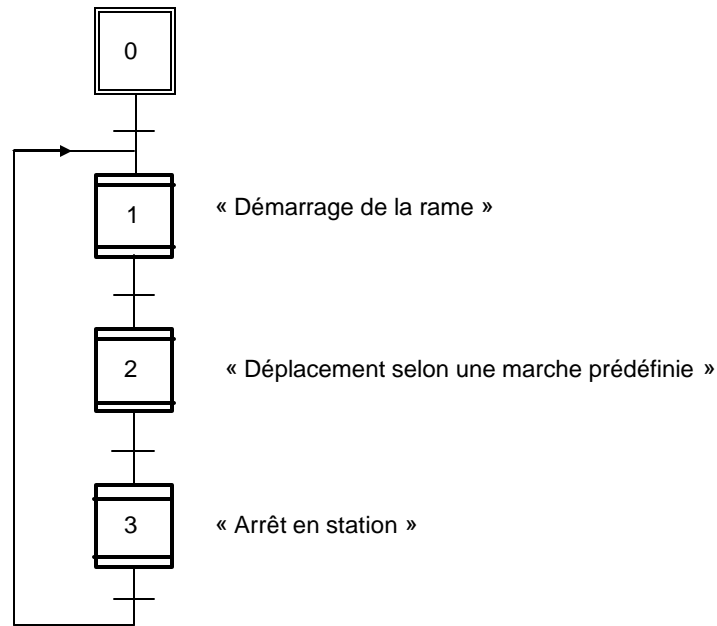 0
1 « Démarrage de la rame »
2 « Déplacement selon une marche prédéfinie »
3 « Arrêt en station »